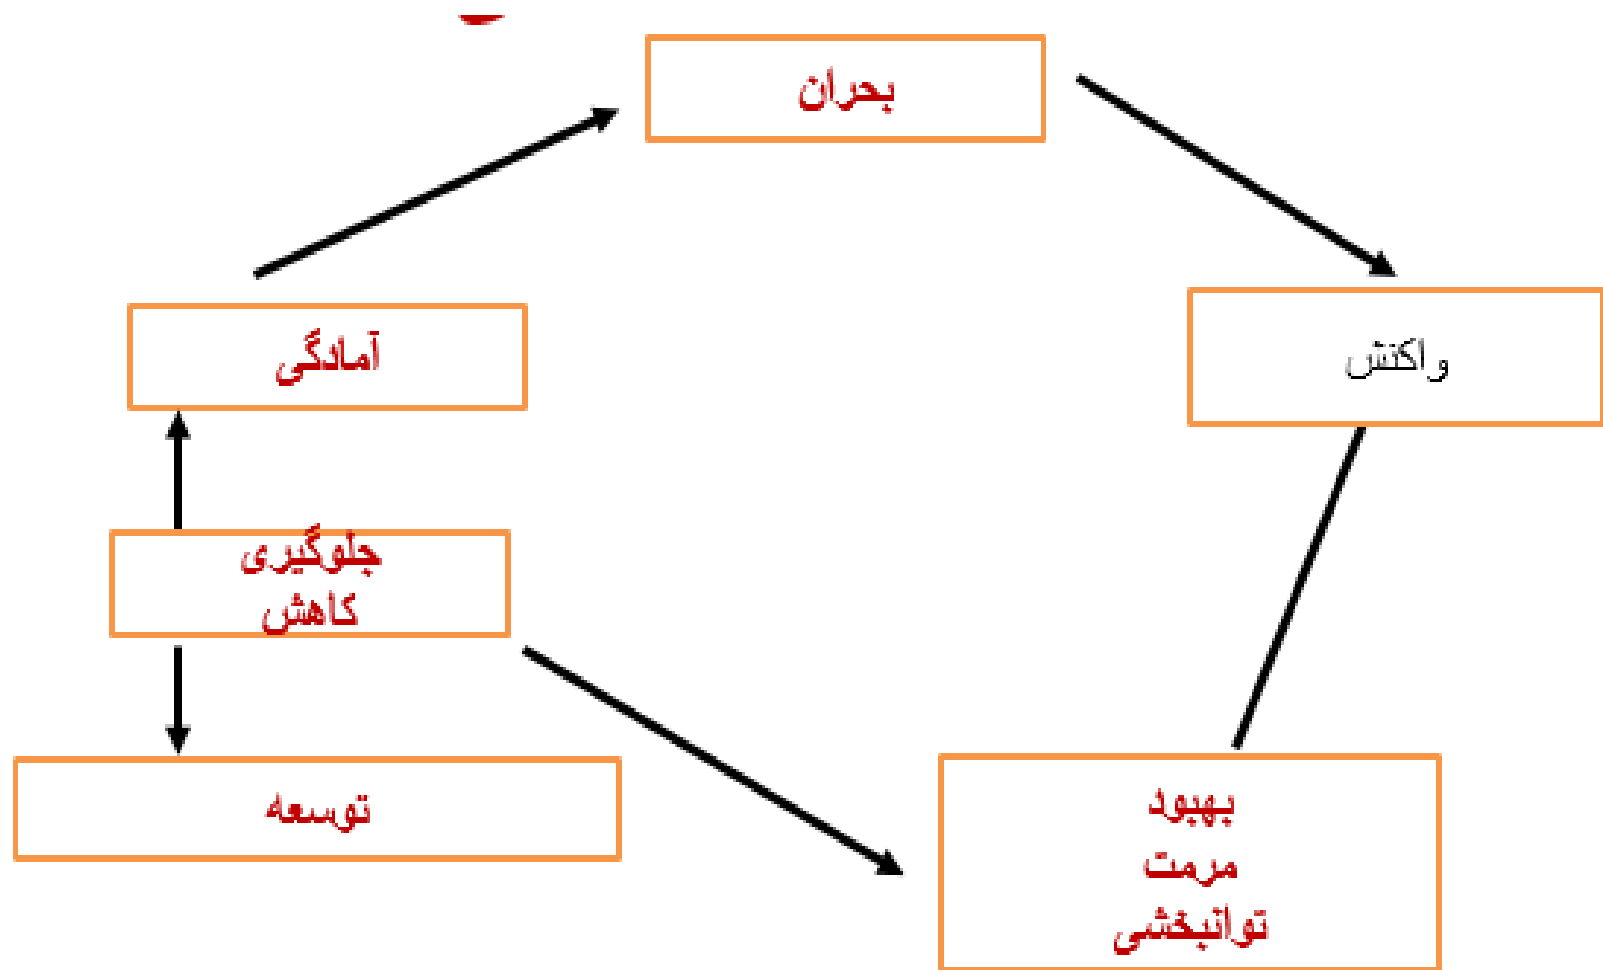 بحران
آمادگی
واکنش
جلوگیری
کاهش
توسعه
بهبود
مرمت
توانبخشی